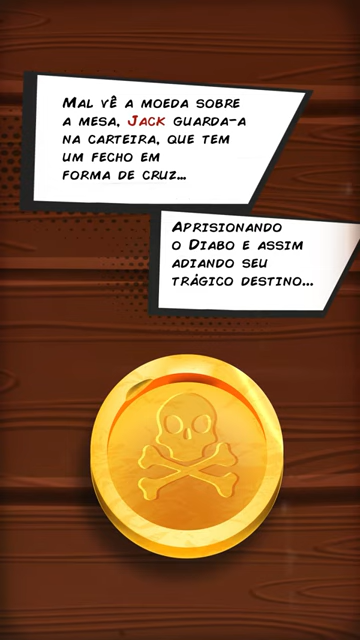 Mal vê a moeda sobre
a mesa, Jack guarda-a
na carteira, que tem
um fecho em
forma de cruz...
Aprisionando
o Diabo e assim
adiando seu
trágico destino...